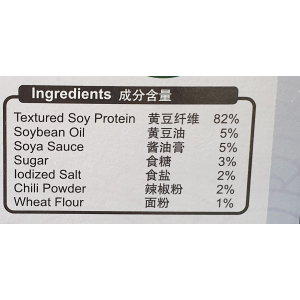 Ingredients 成分含量
Textured Soy Protein 黄豆纤维 82%
Soybean Oil 黄豆油 5%
Soya Sauce 酱油膏 5%
Sugar 食糖 3%
Iodized Salt 食盐 2%
Chili Powder 辣椒粉 2%
Wheat Flour 面粉 1%